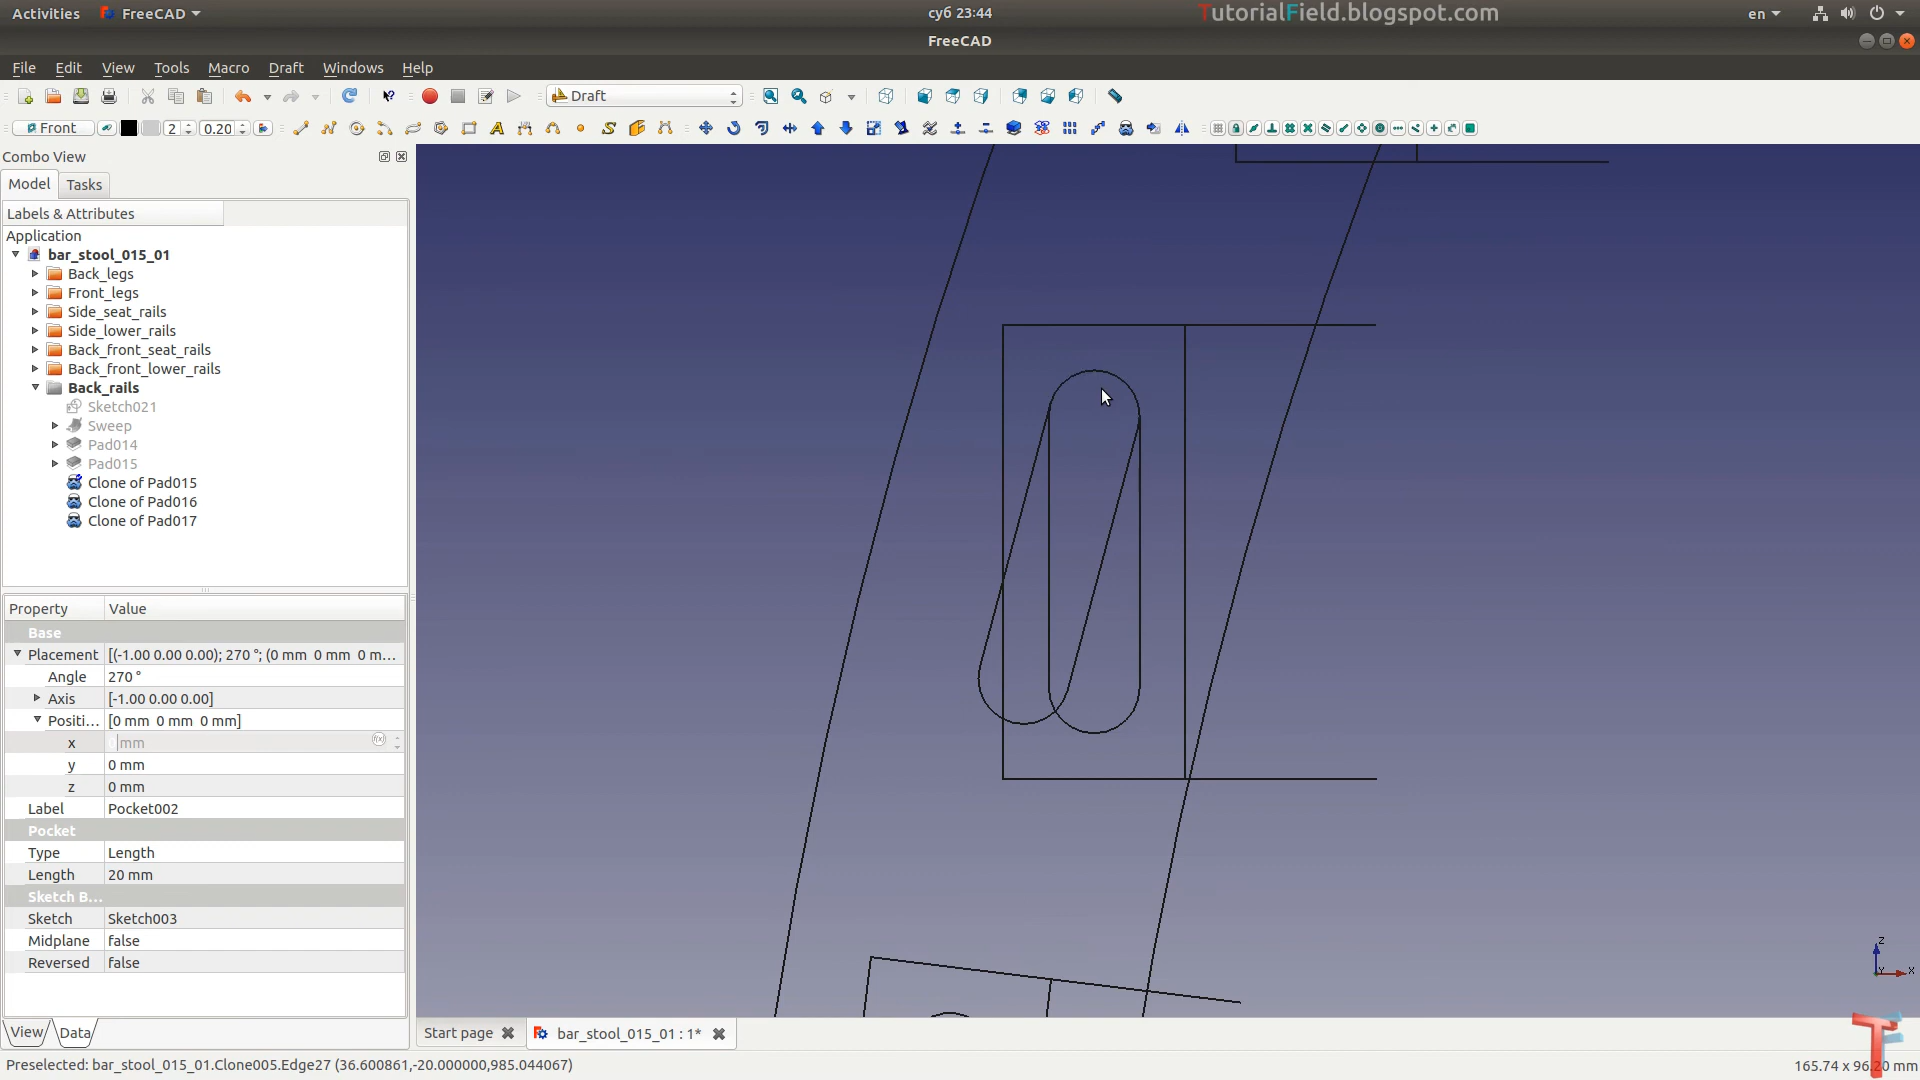 Activities FreeCAD суб 23:44 TutorialField.blogspot.com en
FreeCAD
File Edit View Tools Macro Draft Windows Help
Draft
Front 2 0.20
Combo View
Model Tasks
Labels & Attributes
Application
bar_stool_015_01
Back_legs
Front_legs
Side_seat_rails
Side_lower_rails
Back_front_seat_rails
Back_front_lower_rails
Back_rails
Sketch021
Sweep
Pad014
Pad015
Clone of Pad015
Clone of Pad016
Clone of Pad017
Property Value
Base
Placement [(-1.00 0.00 0.00); 270 °; (0 mm 0 mm 0 m...
Angle 270 °
Axis [-1.00 0.00 0.00]
Positi... [0 mm 0 mm 0 mm]
x mm
y 0 mm
z 0 mm
Label Pocket002
Pocket
Type Length
Length 20 mm
Sketch B...
Sketch Sketch003
Midplane false
Reversed false
z
Y x
View Data
Start page bar_stool_015_01 : 1*
Preselected: bar_stool_015_01.Clone005.Edge27 (36.600861,-20.000000,985.044067) 165.74 x 96.20 mm